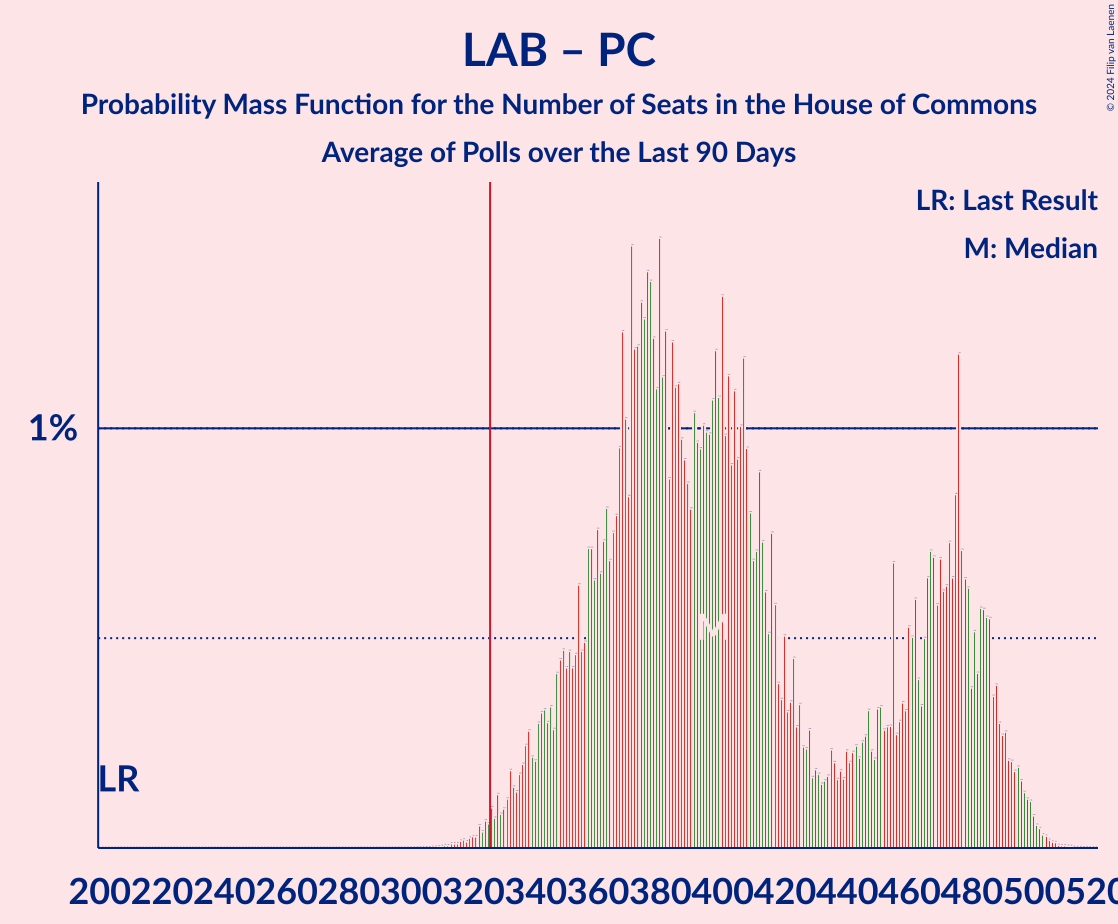 LAB – PC
Probability Mass Function for the Number of Seats in the House of Commons
Average of Polls over the Last 90 Days
© 2024 Filip van Laenen
LR: Last Result
M: Median
1%
M
LR
200220240260280300320340360380400420440460480500520